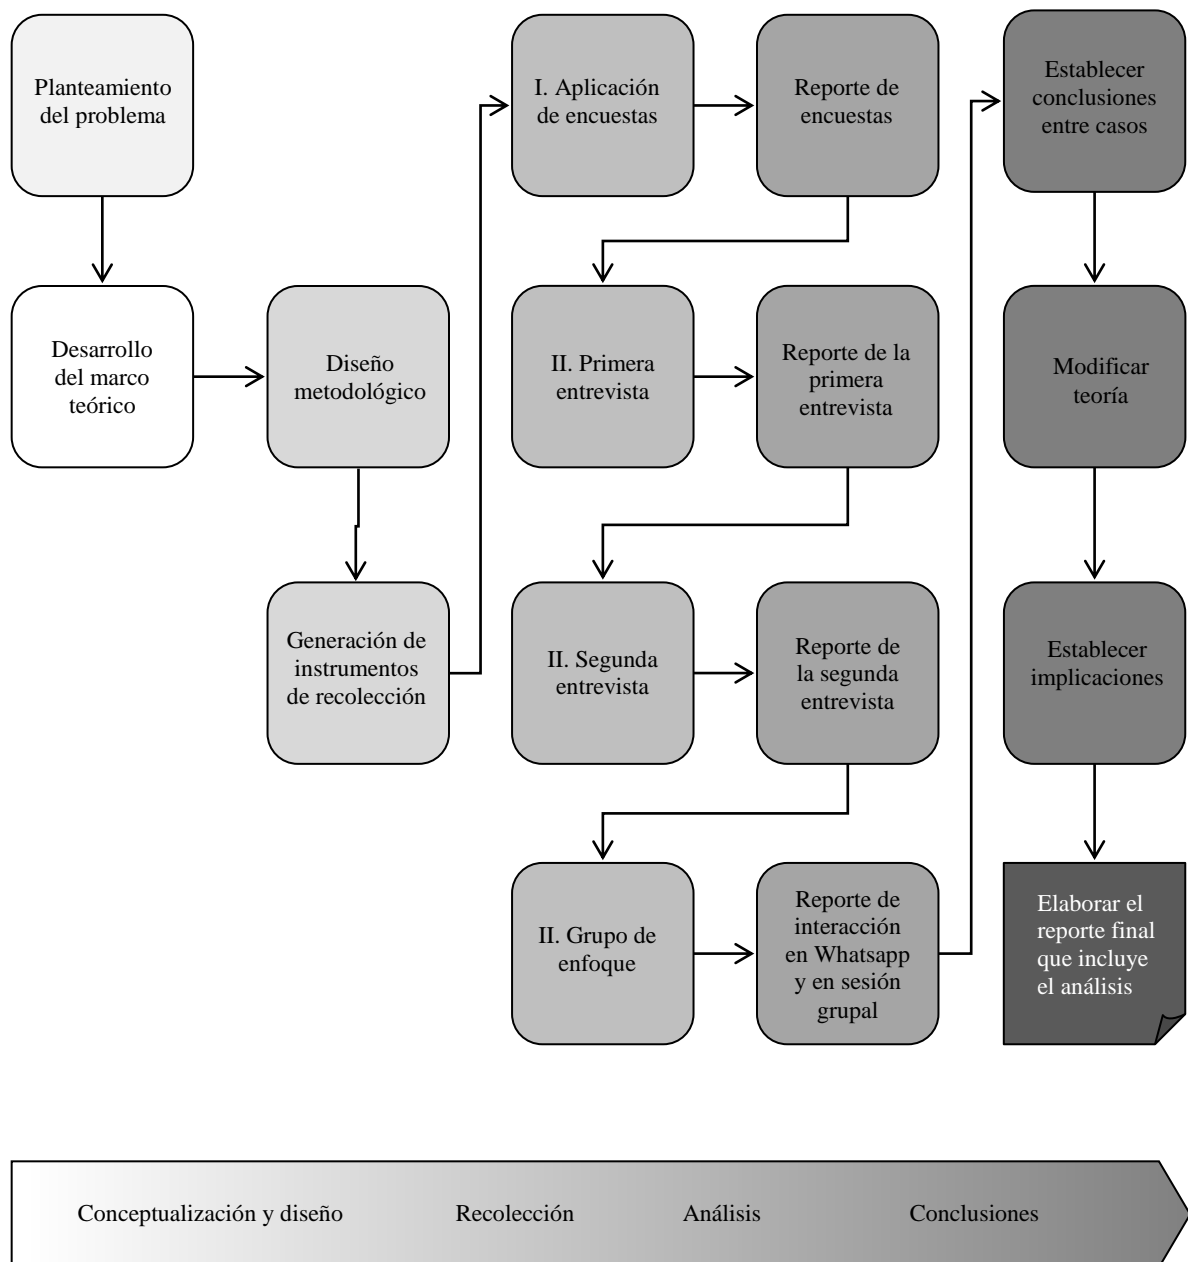 Planteamiento
del problema
Desarrollo
del marco
teórico
Diseño
metodológico
Generación de
instrumentos
de recolección
I. Aplicación
de encuestas
Reporte de
encuestas
II. Primera
entrevista
Reporte de la
primera
entrevista
II. Segunda
entrevista
Reporte de
la segunda
entrevista
II. Grupo de
enfoque
Reporte de
interacción
en Whatsapp
y en sesión
grupal
Establecer
conclusiones
entre casos
Modificar
teoría
Establecer
implicaciones
Elaborar el
reporte final
que incluye
el análisis
Conceptualización y diseño
Recolección
Análisis
Conclusiones